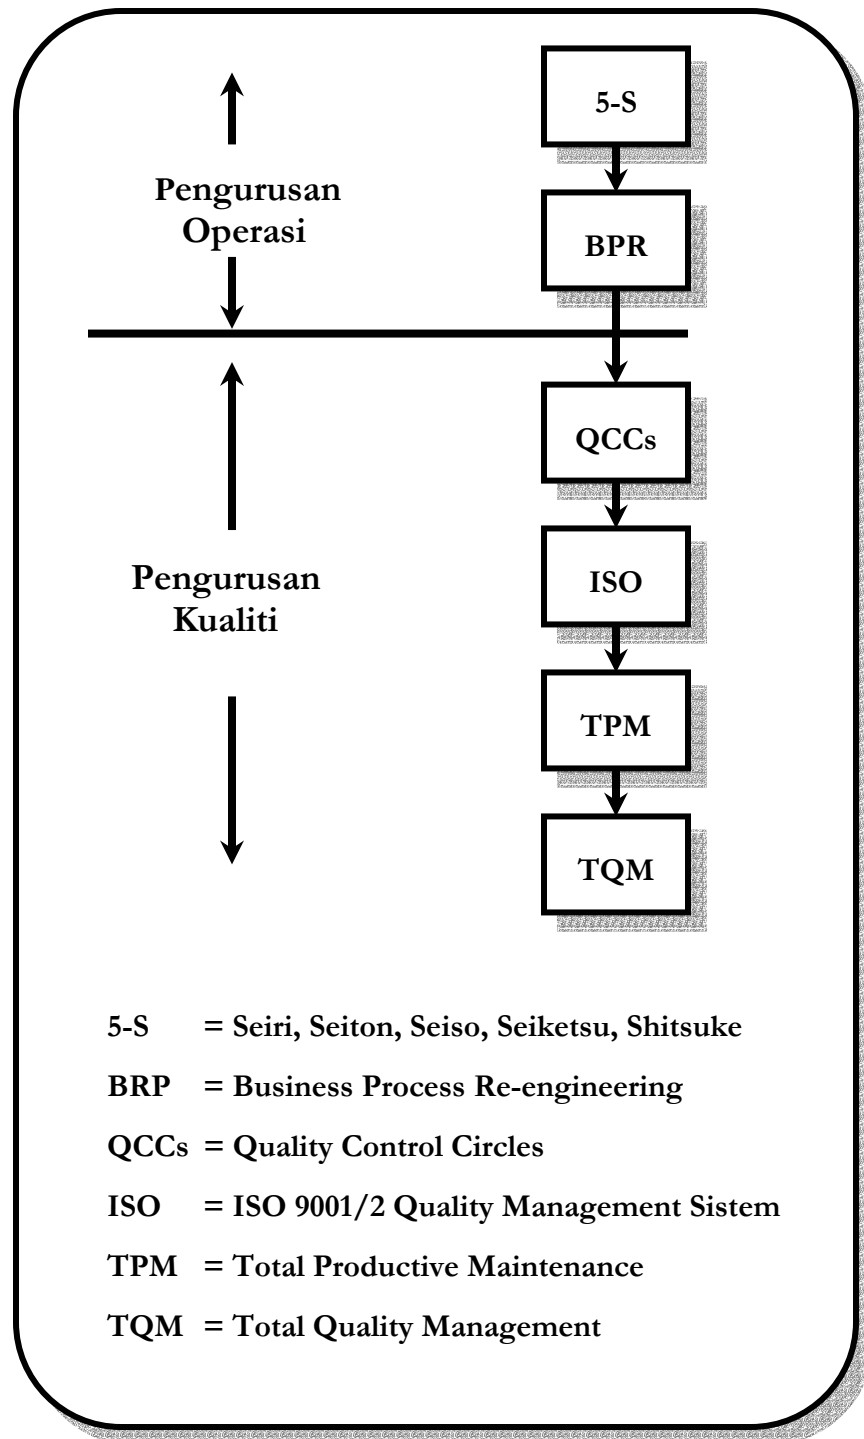 5-S
Pengurusan
Operasi
BPR
QCCs
ISO
Pengurusan
Kualiti
TPM
TQM
5-S = Seiri, Seiton, Seiso, Seiketsu, Shitsuke
BRP = Business Process Re-engineering
QCCs = Quality Control Circles
ISO = ISO 9001/2 Quality Management Sistem
TPM = Total Productive Maintenance
TQM = Total Quality Management